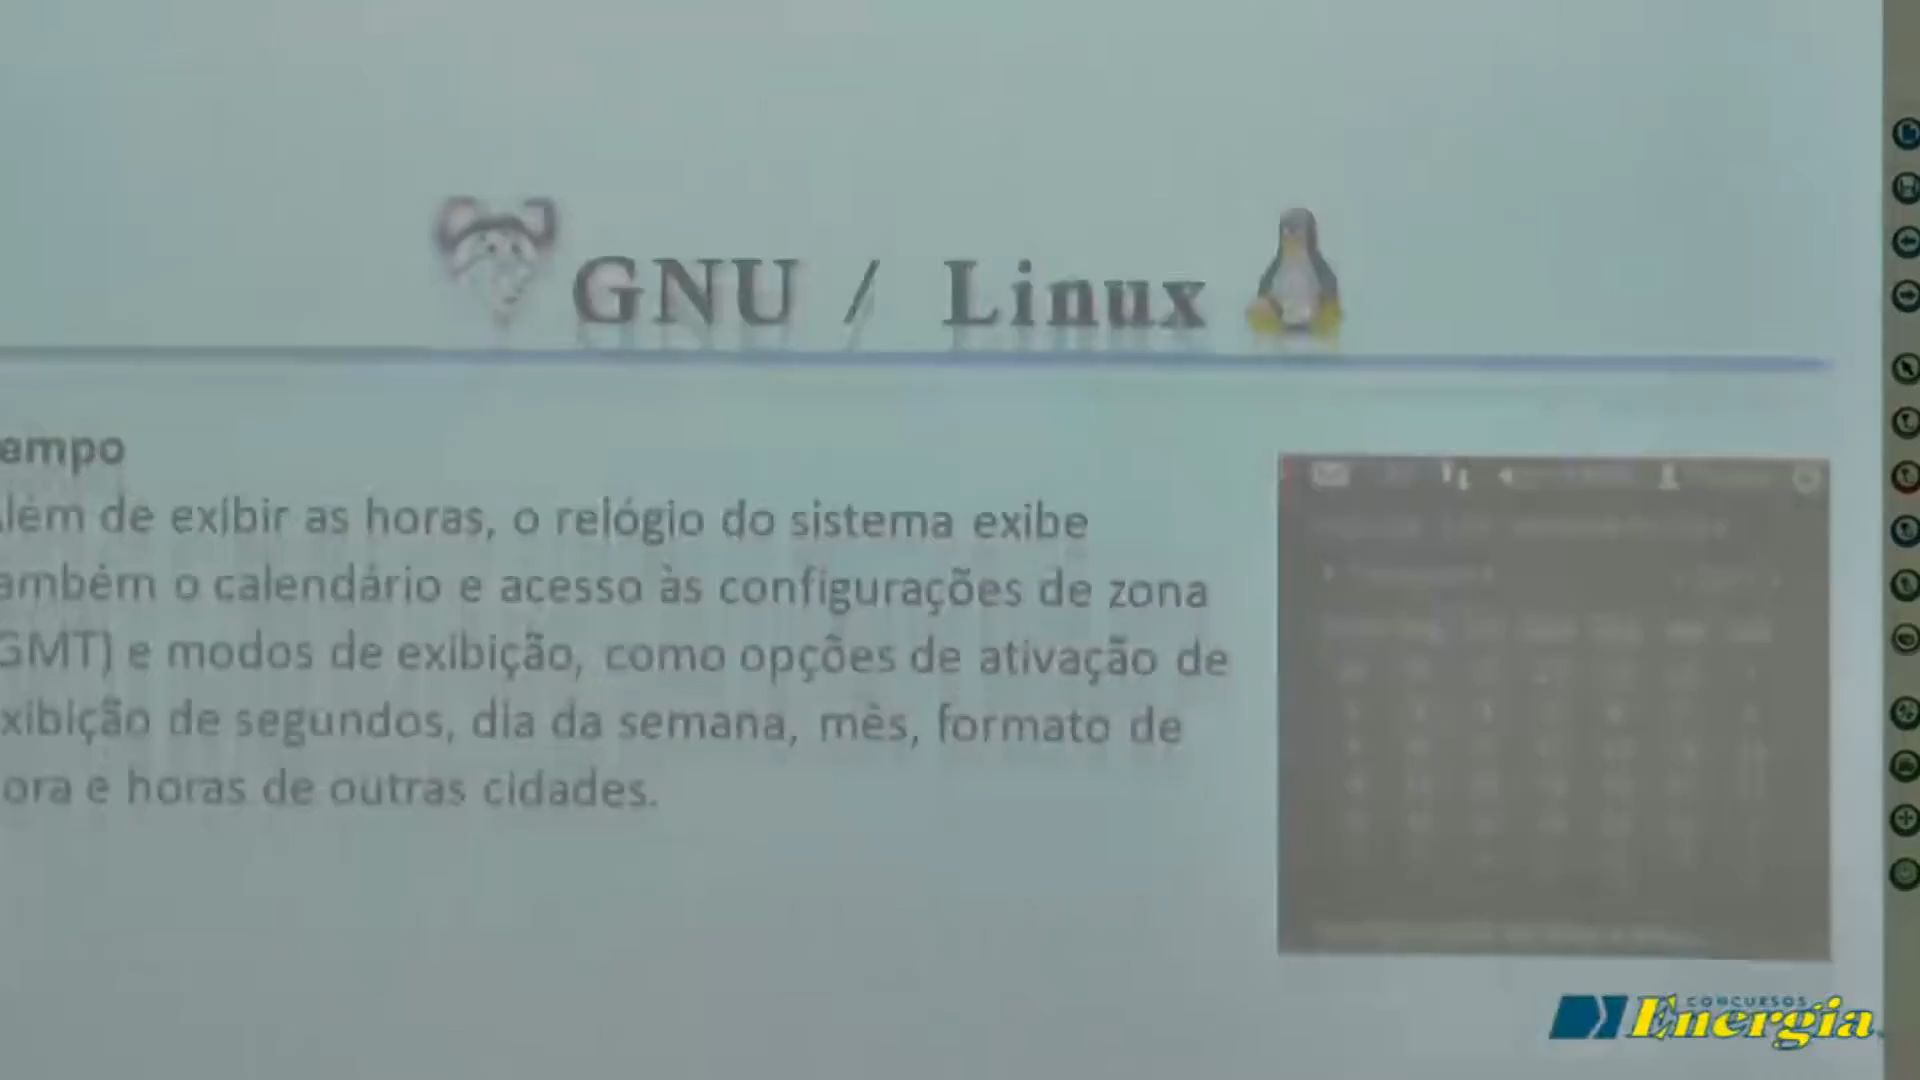 GNU / Linux
empo
lém de exibir as horas, o relógio do sistema exibe
ambém o calendário e acesso às configurações de zona
GMT) e modos de exibição, como opções de ativação de
xibição de segundos, dia da semana, mês, formato de
ora e horas de outras cidades.
CONCURSOS
Energia